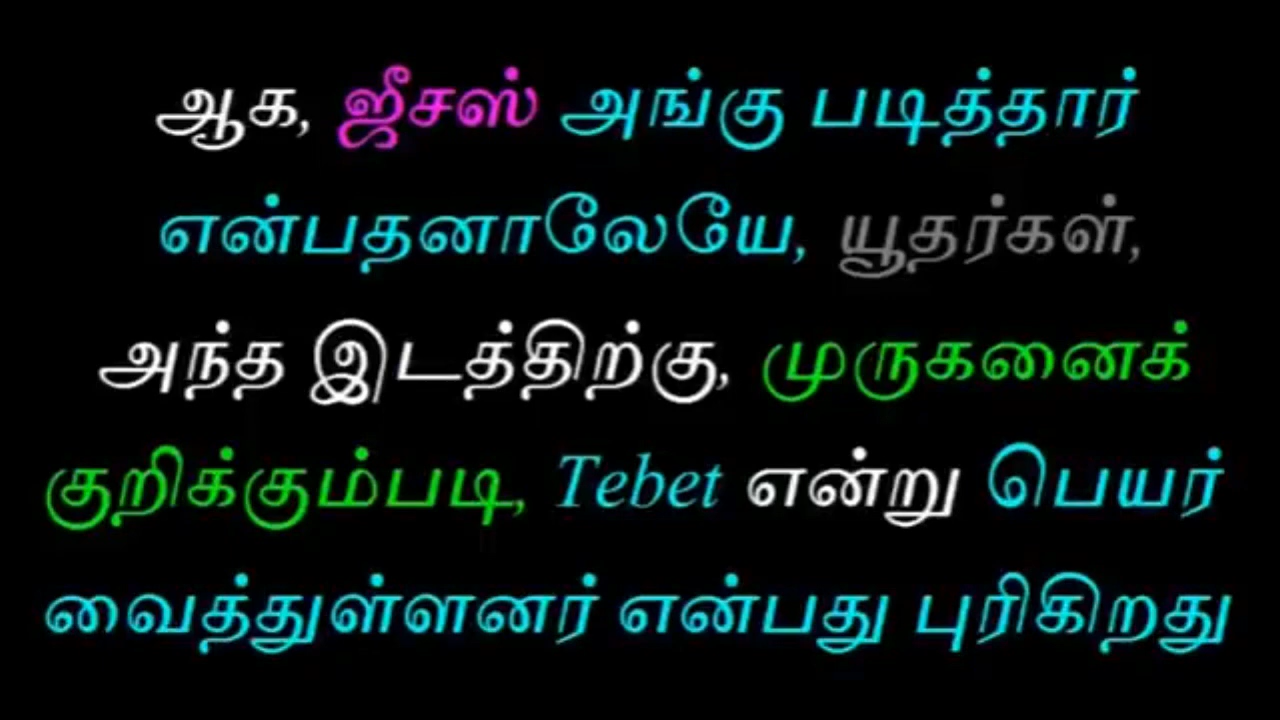 ஆக, ஜீசஸ் அங்கு படித்தார்
என்பதனாலேயே, யூதர்கள்,
அந்த இடத்திற்கு, முருகனைக்
குறிக்கும்படி, Tebet என்று பெயர்
வைத்துள்ளனர் என்பது புரிகிறது